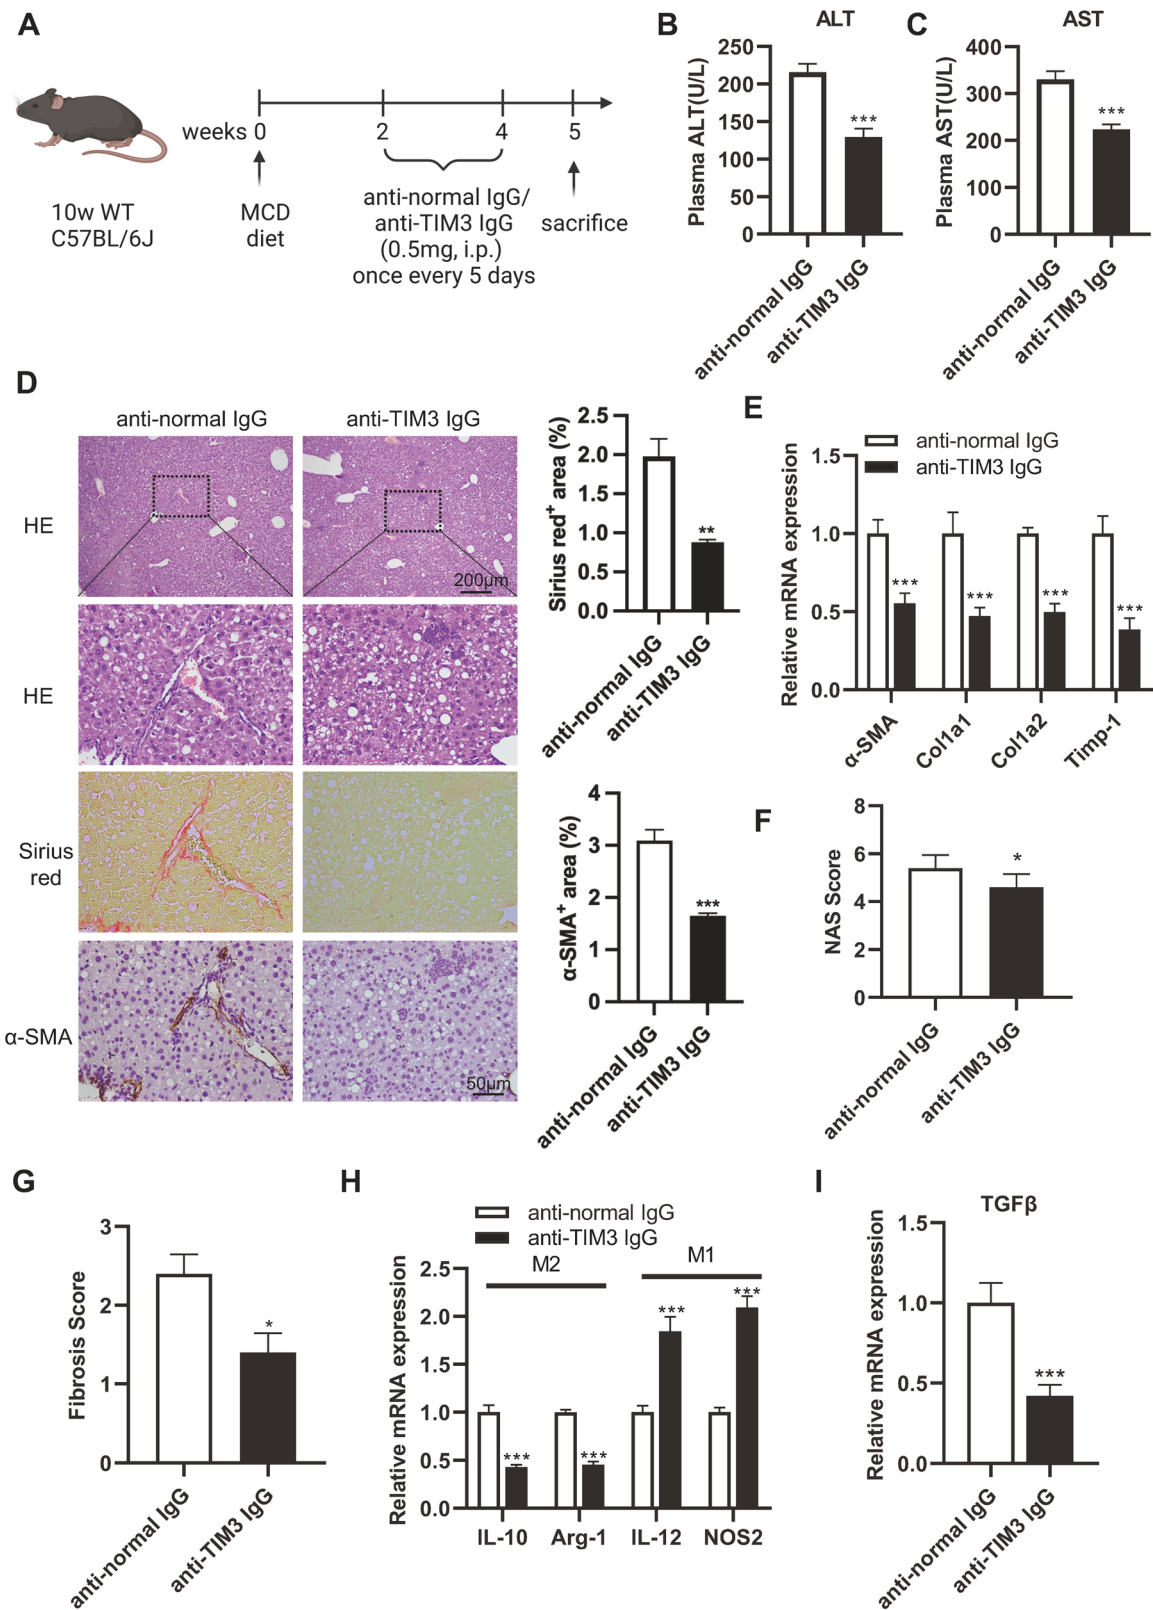 A
weeks 0 2 4 5
10w WT
C57BL/6J
MCD
diet
anti-normal IgG/
anti-TIM3 IgG
(0.5mg, i.p.)
once every 5 days
sacrifice
B
ALT
Plasma ALT(U/L)
250
200
150
100
50
0
***
anti-normal IgG
anti-TIM3 IgG
C
AST
Plasma AST(U/L)
400
300
200
100
0
***
anti-normal IgG
anti-TIM3 IgG
D
anti-normal IgG
anti-TIM3 IgG
HE
200μm
HE
Sirius
red
α-SMA
50μm
Sirius red+ area (%)
2.5
2.0
1.5
1.0
0.5
0.0
**
anti-normal IgG
anti-TIM3 IgG
α-SMA+ area (%)
4
3
2
1
0
***
anti-normal IgG
anti-TIM3 IgG
E
anti-normal IgG
anti-TIM3 IgG
Relative mRNA expression
1.5
1.0
0.5
0.0
***
***
***
***
α-SMA
Col1a1
Col1a2
Timp-1
F
NAS Score
8
6
4
2
0
*
anti-normal IgG
anti-TIM3 IgG
G
Fibrosis Score
3
2
1
0
*
anti-normal IgG
anti-TIM3 IgG
H
anti-normal IgG
anti-TIM3 IgG
M2
M1
Relative mRNA expression
2.5
2.0
1.5
1.0
0.5
0.0
***
***
***
***
IL-10
Arg-1
IL-12
NOS2
I
TGFβ
Relative mRNA expression
1.5
1.0
0.5
0.0
***
anti-normal IgG
anti-TIM3 IgG